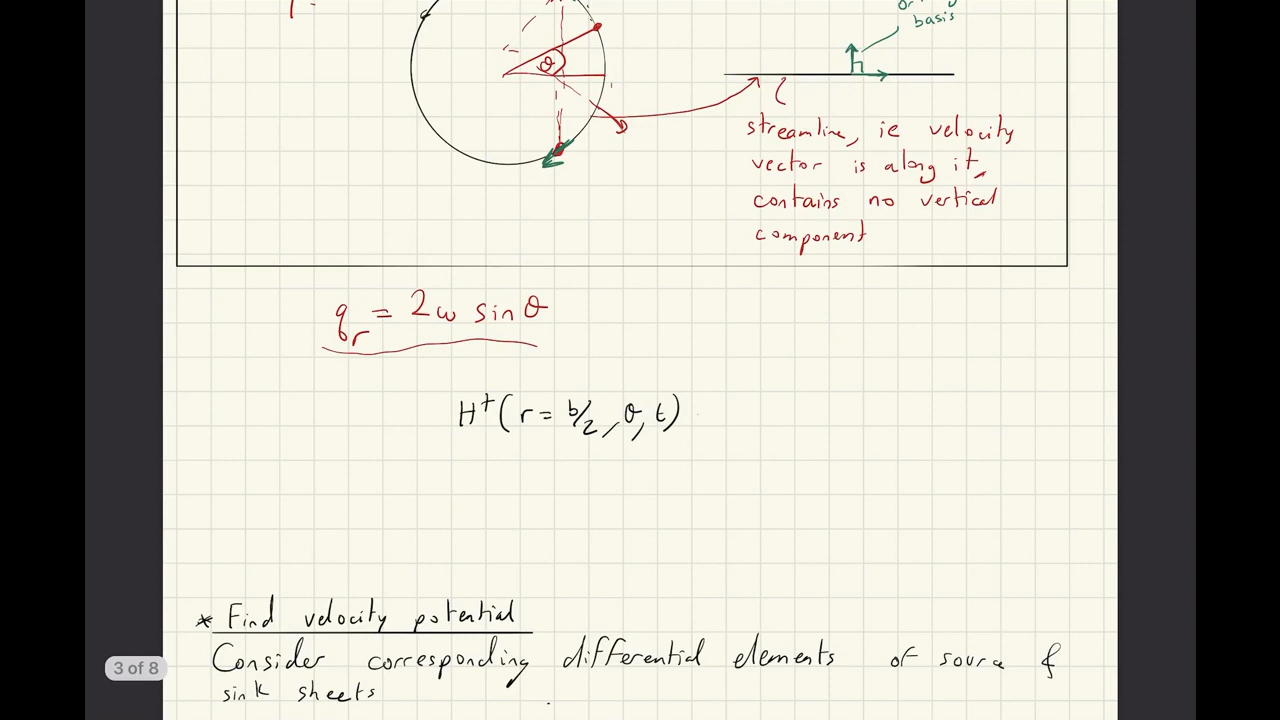 basis
θ
streamline, ie velocity
vector is along it,
contains no vertical
component
q_r = 2ω sinθ
H⁺(r = b/2, θ, t)
* Find velocity potential
Consider corresponding differential elements of source &
sink sheets
3 of 8